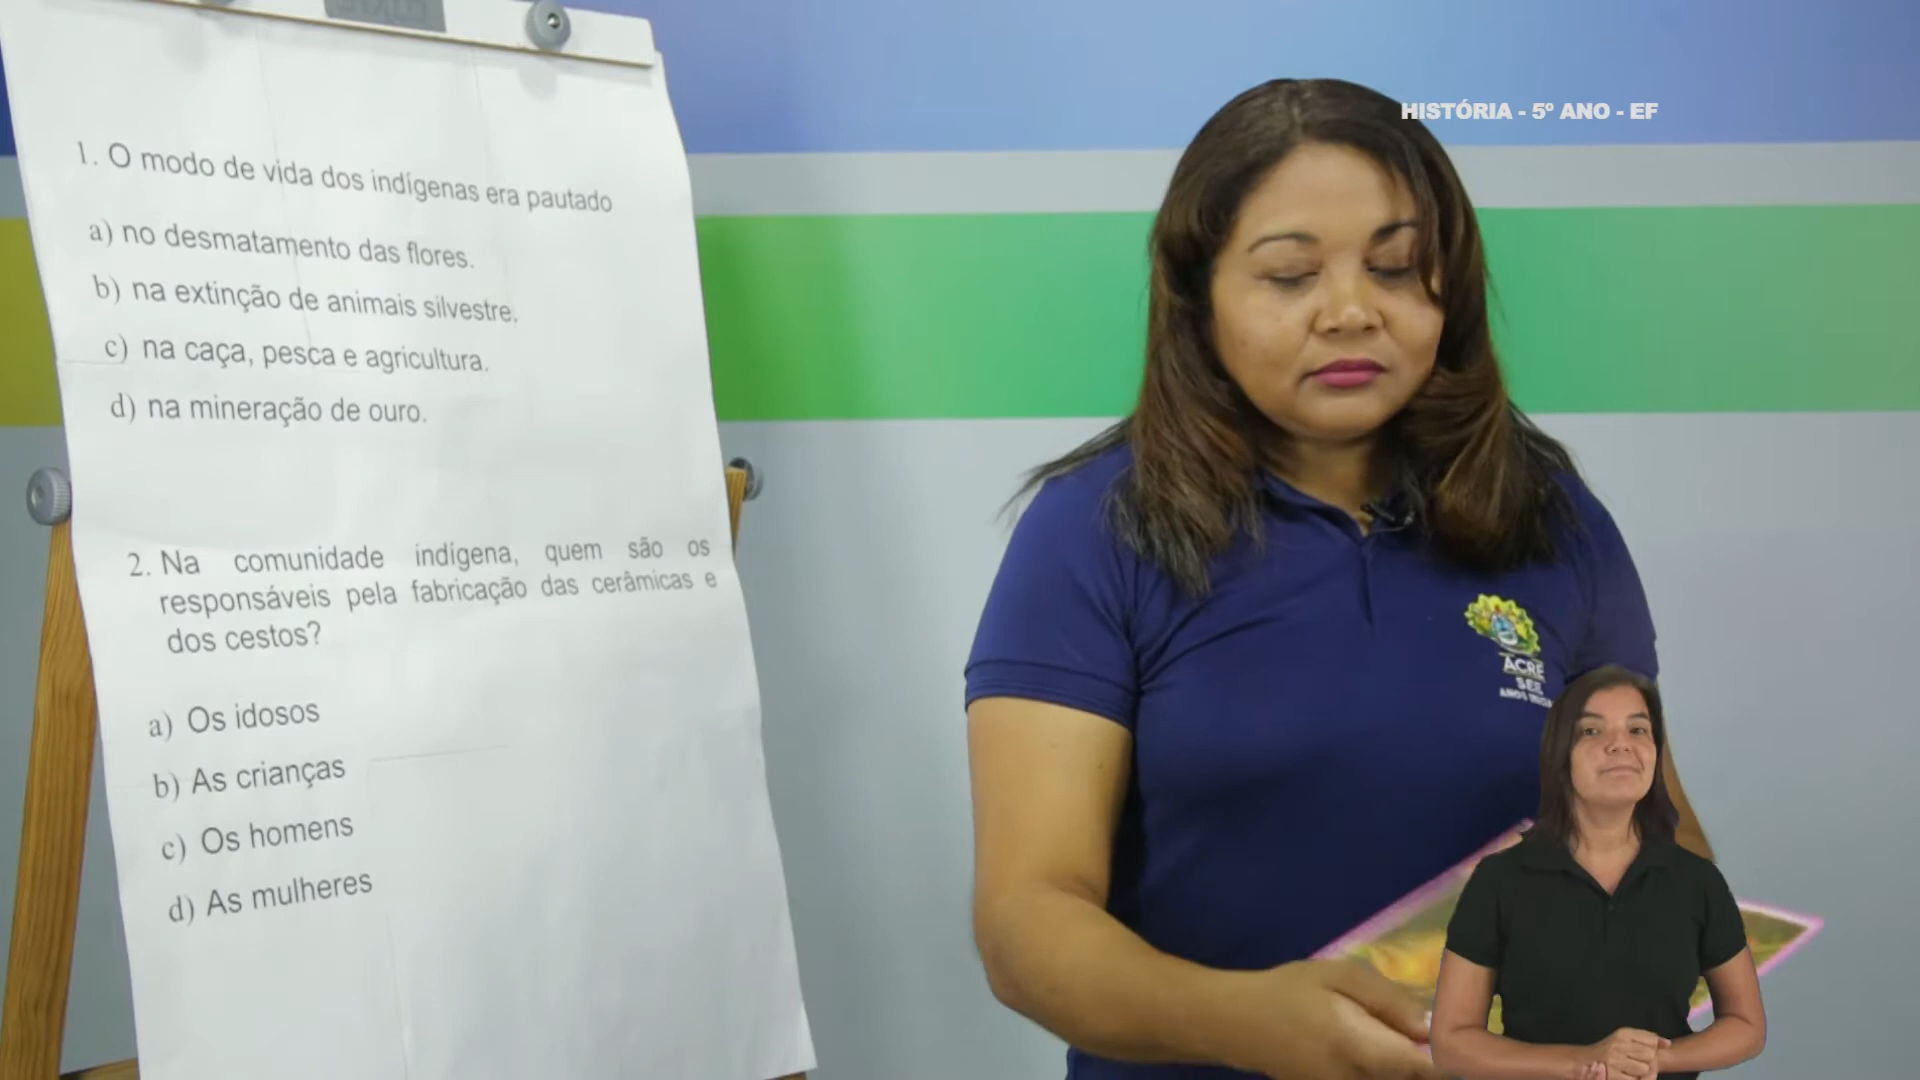 HISTÓRIA - 5º ANO - EF
1. O modo de vida dos indígenas era pautado
a) no desmatamento das flores.
b) na extinção de animais silvestre.
c) na caça, pesca e agricultura.
d) na mineração de ouro.
2. Na comunidade indígena, quem são os
responsáveis pela fabricação das cerâmicas e
dos cestos?
a) Os idosos
b) As crianças
c) Os homens
d) As mulheres
ACRE
SEE
ANOS